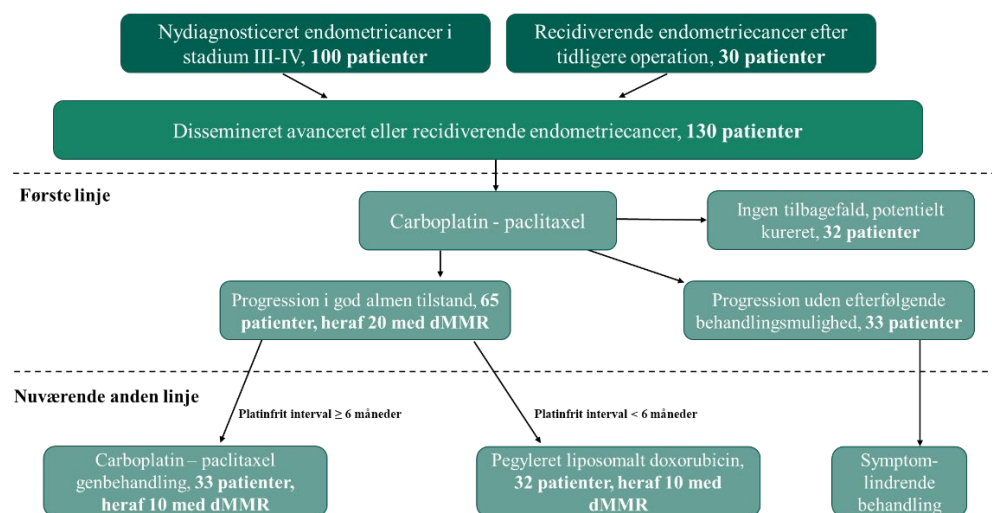 Nydiagnosticeret endometricancer i
stadium III-IV, 100 patienter
Recidiverende endometriecancer efter
tidligere operation, 30 patienter
Dissemineret avanceret eller recidiverende endometriecancer, 130 patienter
Første linje
Carboplatin - paclitaxel
Ingen tilbagefald, potentielt
kureret, 32 patienter
Progression i god almen tilstand, 65
patienter, heraf 20 med dMMR
Progression uden efterfølgende
behandlingsmulighed, 33 patienter
Nuværende anden linje
Platinfrit interval ≥ 6 måneder
Platinfrit interval < 6 måneder
Carboplatin – paclitaxel
genbehandling, 33 patienter,
heraf 10 med dMMR
Pegyleret liposomalt doxorubicin,
32 patienter, heraf 10 med
dMMR
Symptom-
lindrende
behandling